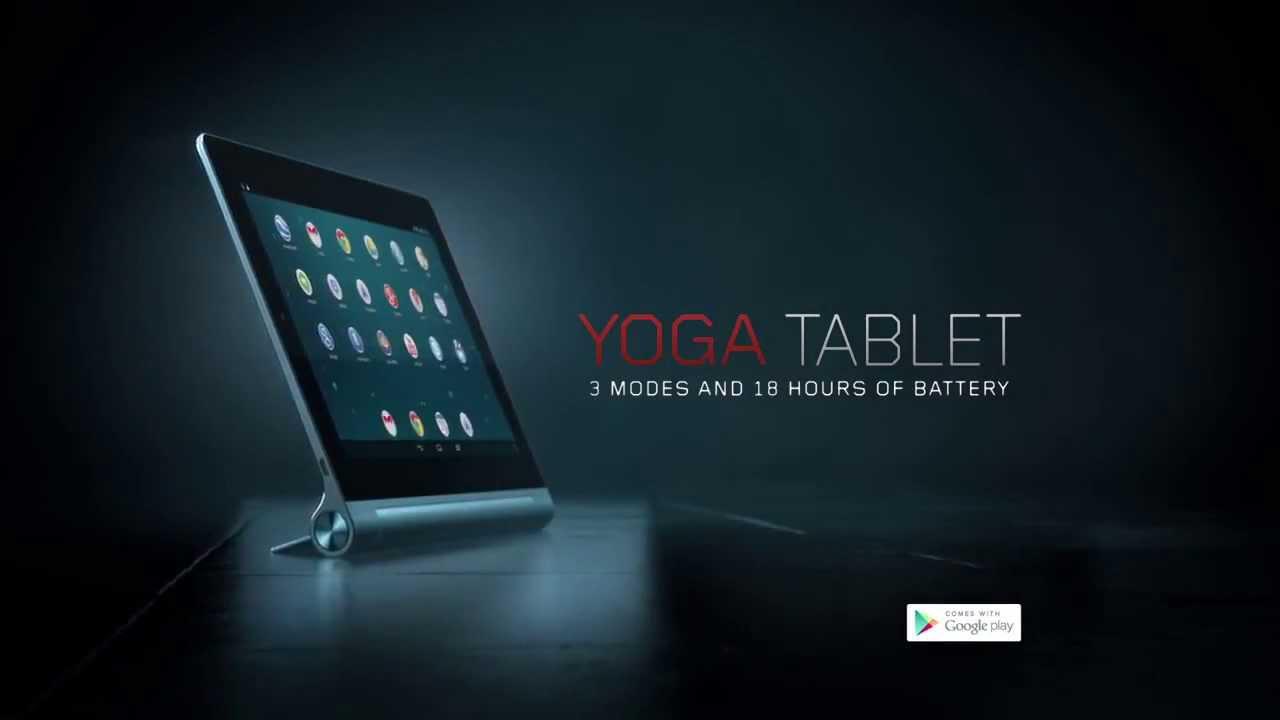 YOGA TABLET
3 MODES AND 18 HOURS OF BATTERY
COMES WITH
Google play